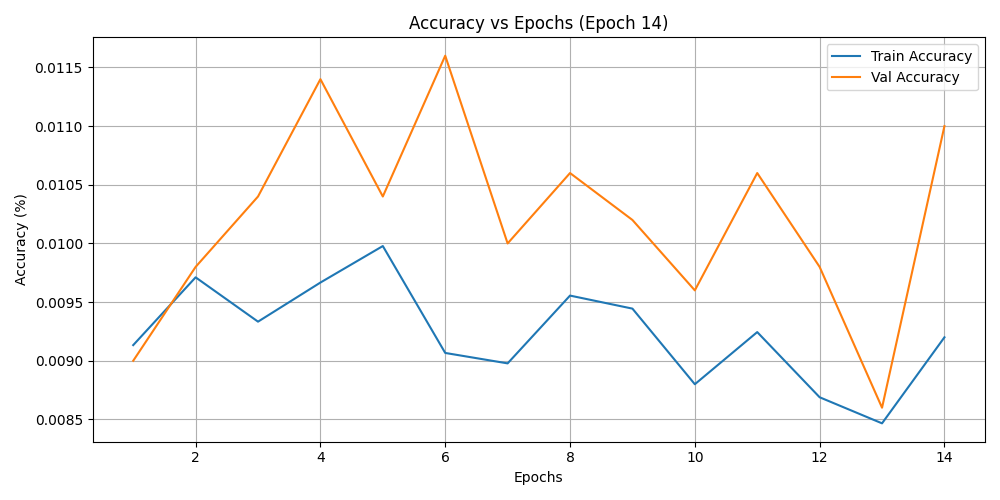 Accuracy vs Epochs (Epoch 14)
Train Accuracy
Val Accuracy
Accuracy (%)
0.0115
0.0110
0.0105
0.0100
0.0095
0.0090
0.0085
2 4 6 8 10 12 14
Epochs